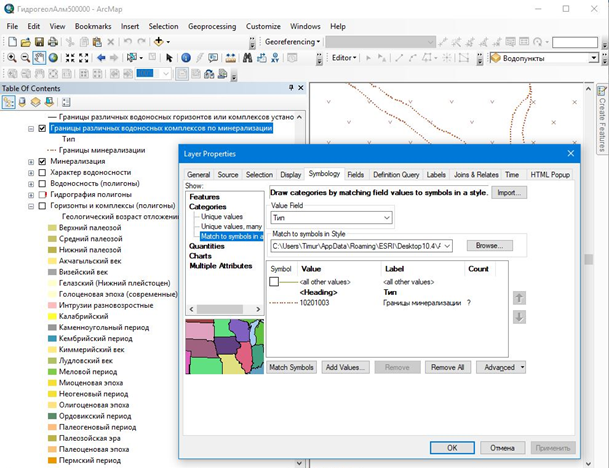 ГидрогеолАлм500000 - ArcMap
File Edit View Bookmarks Insert Selection Geoprocessing Customize Windows Help
Georeferencing
Editor Водопункты
Table Of Contents
Create Features
Границы различных водоносных горизонтов или комплексы устано
Границы различных водоносных комплексов по минерализации
Тип
Границы минерализации
Минерализация
Характер водоности
Водоносность (полигоны)
Гидрография полигоны
Горизонты и комплексы (полигоны)
Геологический возраст отложени
Верхний палеозой
Средний палеозой
Нижний палеозой
Акчагыльский век
Визейский век
Гелазский (Нижний плейстоцен)
Голоценовая эпоха (современные)
Интрузии разновозростные
Калабрийский
Каменноугольный период
Кембрийский период
Киммерийский век
Лудловский век
Меловой период
Миоценовая эпоха
Неогеновый период
Олигоценовая эпоха
Ордовикский период
Палеогеновый период
Палеозойская эра
Палеоценовая эпоха
Пермский период
Layer Properties
General Source Selection Display Symbology Fields Definition Query Labels Joins & Relates Time HTML Popup
Show:
Features
Categories
Unique values
Unique values, many
Match to symbols in a
Quantities
Charts
Multiple Attributes
Draw categories by matching field values to symbols in a style.
Import...
Value Field
Тип
Match to symbols in Style
C:\Users\Timur\AppData\Roaming\ESRI\Desktop10.4\A
Browse...
Symbol Value Label Count
<all other values> <all other values>
<Heading> Тип
10201003 Границы минерализации ?
Match Symbols Add Values... Remove Remove All Advanced
OK Отмена Применить